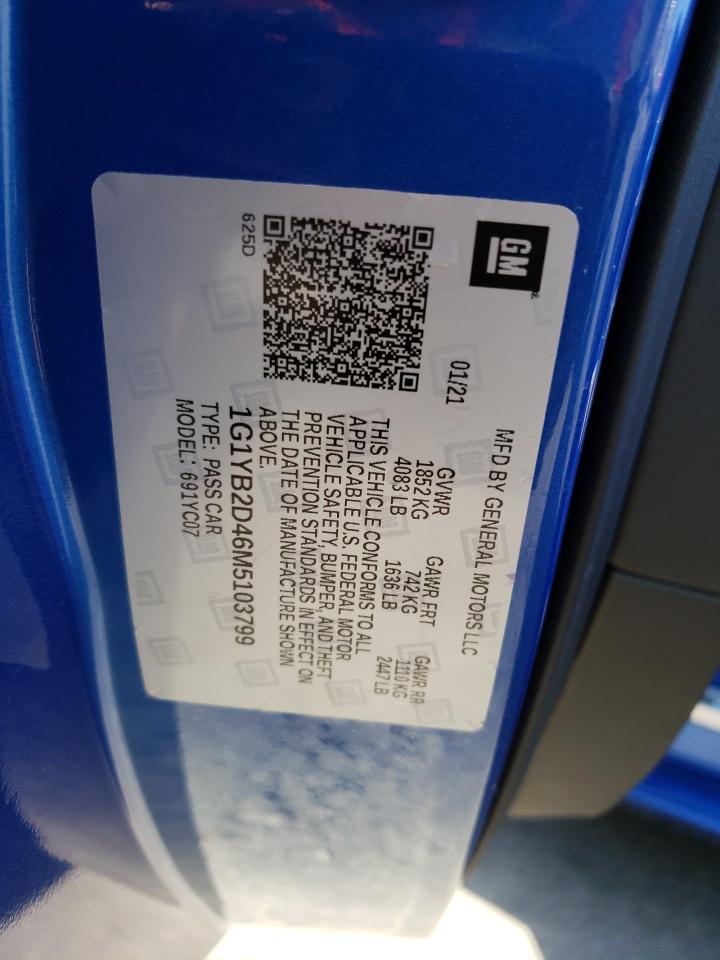 GM
MFD BY GENERAL MOTORS LLC
01/21
GVWR GAWR FRT GAWR RR
1852 KG 742 KG 1110 KG
4083 LB 1636 LB 2447 LB
THIS VEHICLE CONFORMS TO ALL
APPLICABLE U.S. FEDERAL MOTOR
VEHICLE SAFETY, BUMPER, AND THEFT
PREVENTION STANDARDS IN EFFECT ON
THE DATE OF MANUFACTURE SHOWN
ABOVE.
1G1YB2D46M5103799
TYPE: PASS CAR
MODEL: 691YC07
625D